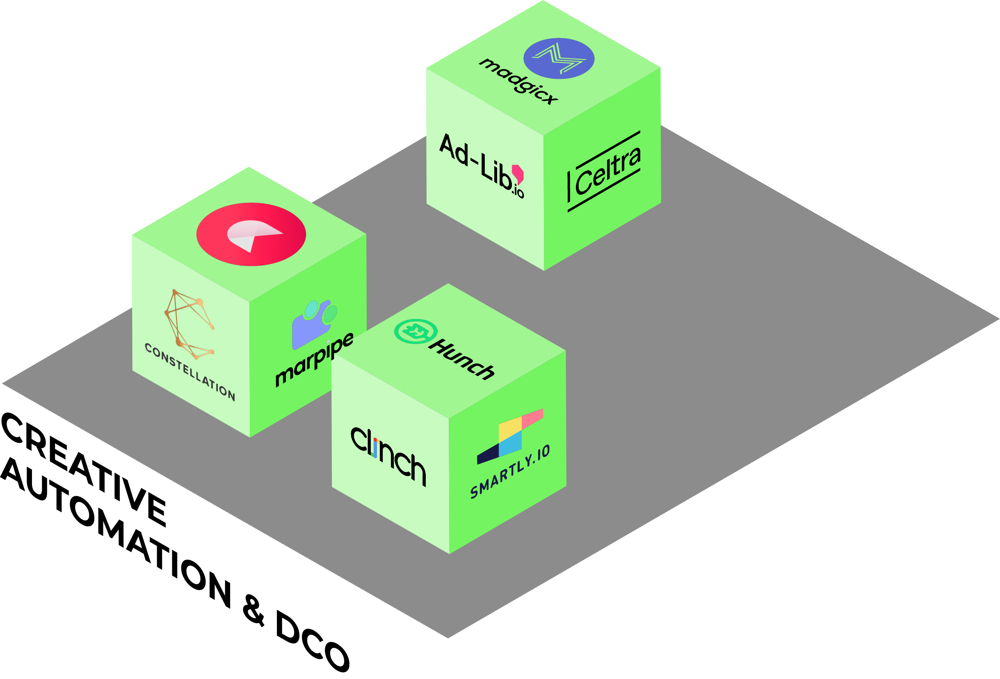 madgicx
Ad-Lib.io
Celtra
CONSTELLATION
marpipe
Hunch
clinch
SMARTLY.IO
CREATIVE
AUTOMATION & DCO